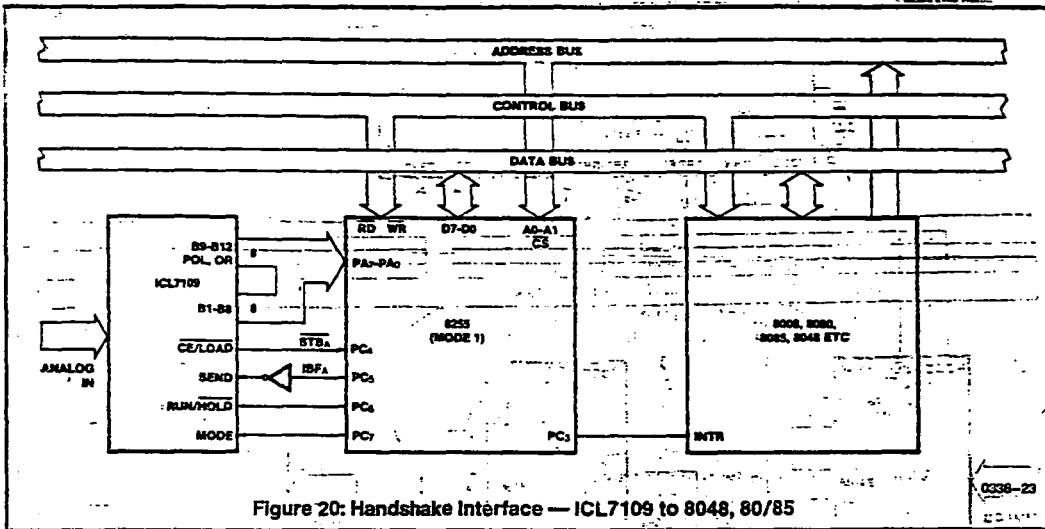 ADDRESS BUS
CONTROL BUS
DATA BUS
RD WR D7-D0 A0-A1
CS
B9-B12
POL, OR
8
ICL7109
B1-B8 8
PA7-PA0
8255
(MODE 1)
8008, 8080,
8085, 8048 ETC
CE/LOAD STBA PC4
ANALOG
IN
SEND IBFA PC5
RUN/HOLD PC6
MODE PC7
PC3 INTR
Figure 20: Handshake Interface — ICL7109 to 8048, 80/85
0336-23